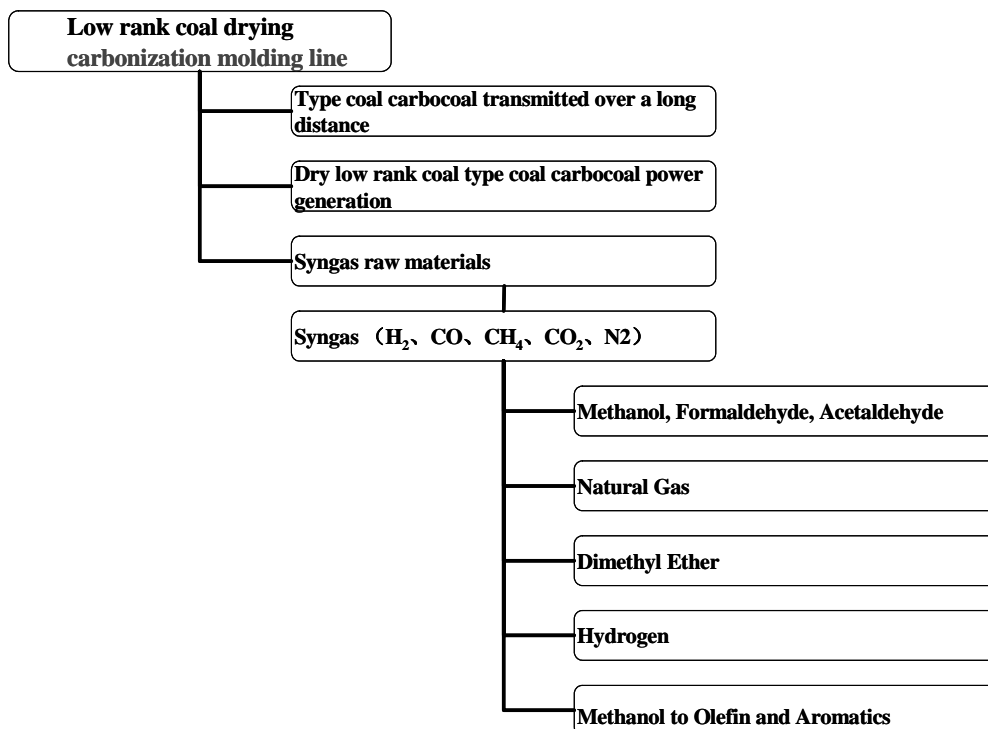 Low rank coal drying
carbonization molding line
Type coal carbocoal transmitted over a long
distance
Dry low rank coal type coal carbocoal power
generation
Syngas raw materials
Syngas （H₂、CO、CH₄、CO₂、N2）
Methanol, Formaldehyde, Acetaldehyde
Natural Gas
Dimethyl Ether
Hydrogen
Methanol to Olefin and Aromatics